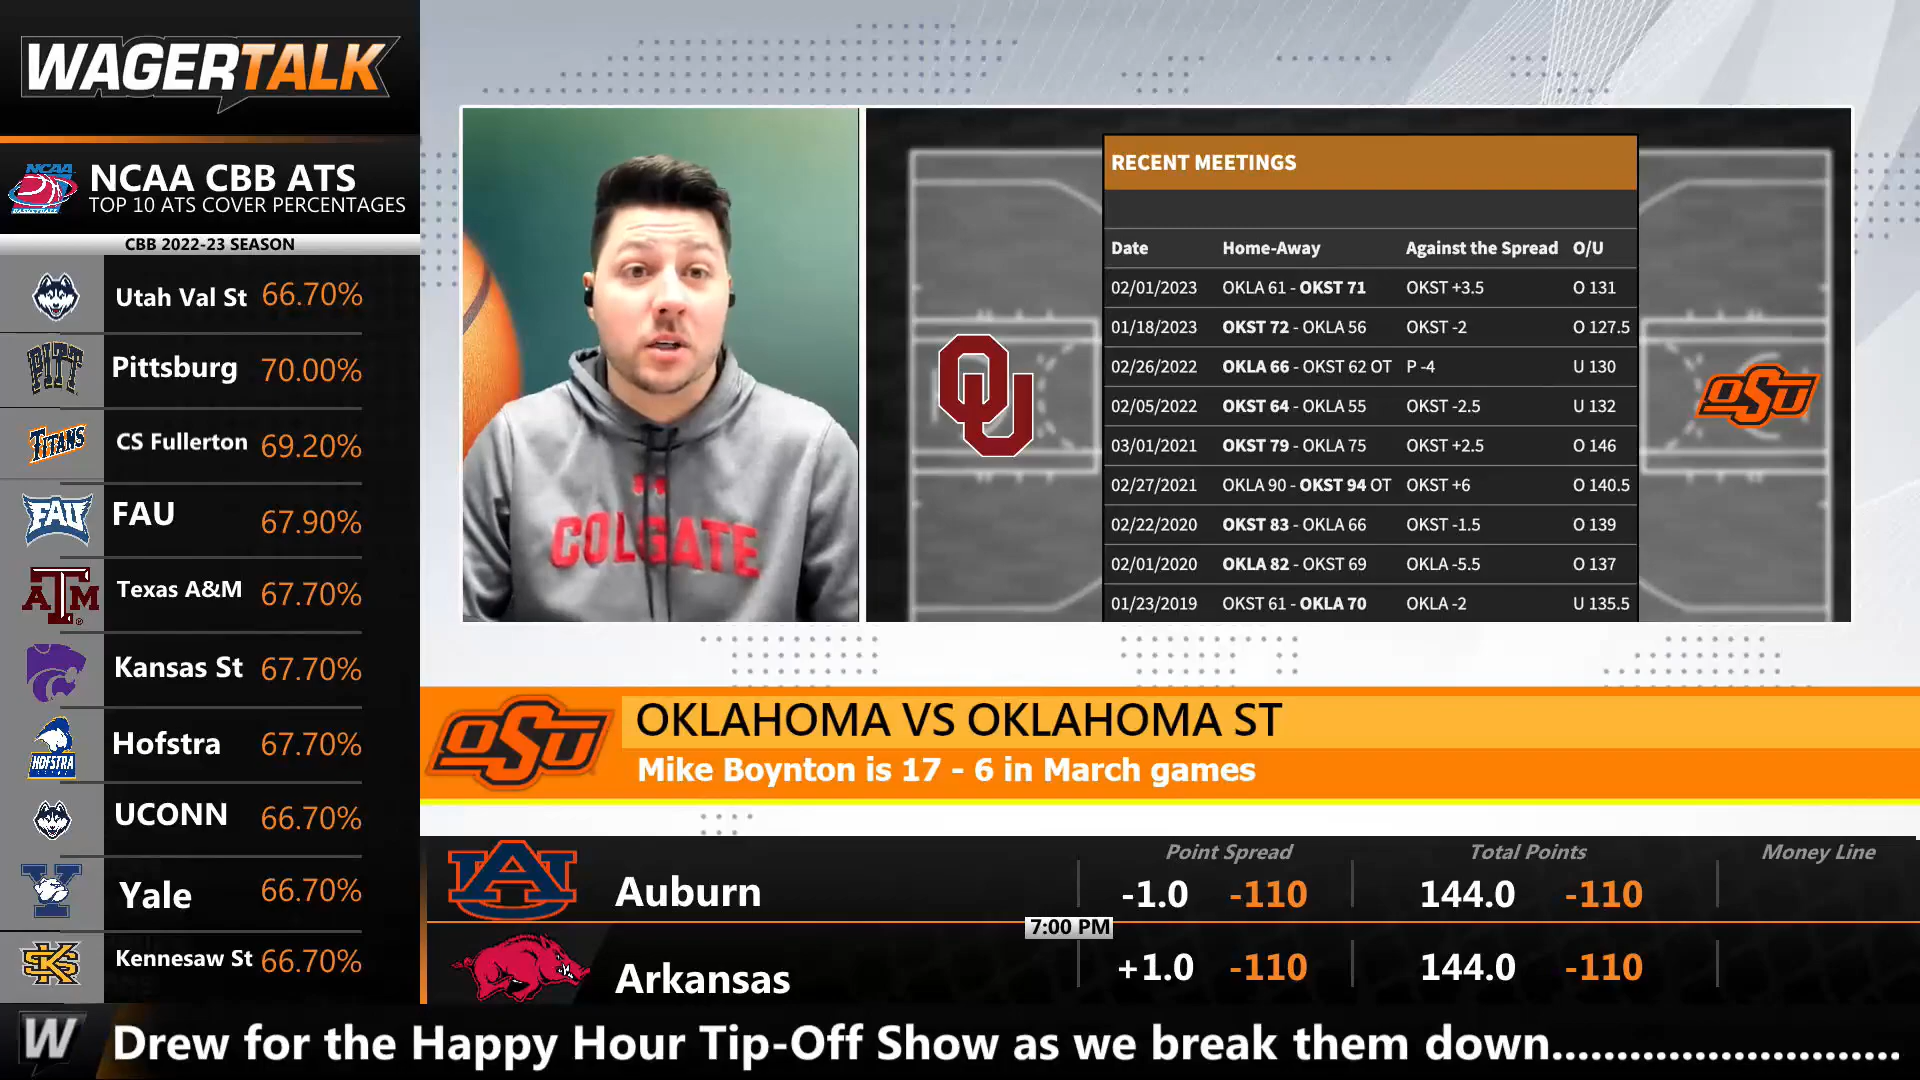 WAGERTALK
NCAA
BASKETBALL
NCAA CBB ATS
TOP 10 ATS COVER PERCENTAGES
CBB 2022-23 SEASON
Utah Val St 66.70%
PITT
Pittsburg 70.00%
TITANS
CS Fullerton 69.20%
FAU
FAU 67.90%
ATM
Texas A&M 67.70%
Kansas St 67.70%
HOFSTRA
Hofstra 67.70%
UCONN 66.70%
Y
Yale 66.70%
KS
Kennesaw St 66.70%
COLGATE
OU
RECENT MEETINGS
Date Home-Away Against the Spread O/U
02/01/2023 OKLA 61 - OKST 71 OKST +3.5 O 131
01/18/2023 OKST 72 - OKLA 56 OKST -2 O 127.5
02/26/2022 OKLA 66 - OKST 62 OT P -4 U 130
02/05/2022 OKST 64 - OKLA 55 OKST -2.5 U 132
03/01/2021 OKST 79 - OKLA 75 OKST +2.5 O 146
02/27/2021 OKLA 90 - OKST 94 OT OKST +6 O 140.5
02/22/2020 OKST 83 - OKLA 66 OKST -1.5 O 139
02/01/2020 OKLA 82 - OKST 69 OKLA -5.5 O 137
01/23/2019 OKST 61 - OKLA 70 OKLA -2 U 135.5
OSU
OSU
OKLAHOMA VS OKLAHOMA ST
Mike Boynton is 17 - 6 in March games
Point Spread Total Points Money Line
AU
Auburn -1.0 -110 144.0 -110
7:00 PM
Arkansas +1.0 -110 144.0 -110
W
Drew for the Happy Hour Tip-Off Show as we break them down...........................